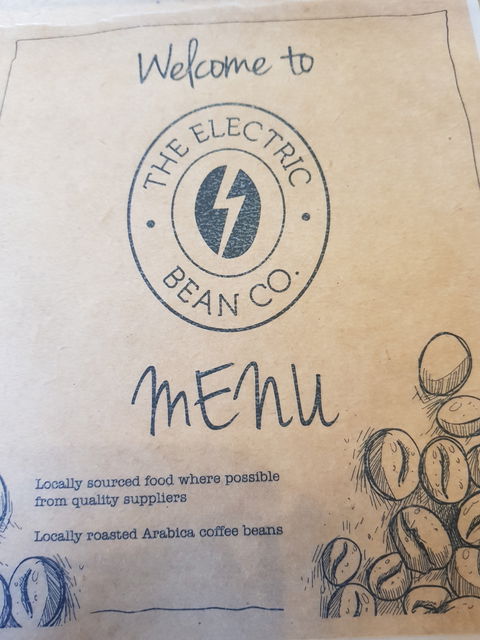 Welcome to
THE ELECTRIC
BEAN CO.
MENU
Locally sourced food where possible
from quality suppliers
Locally roasted Arabica coffee beans